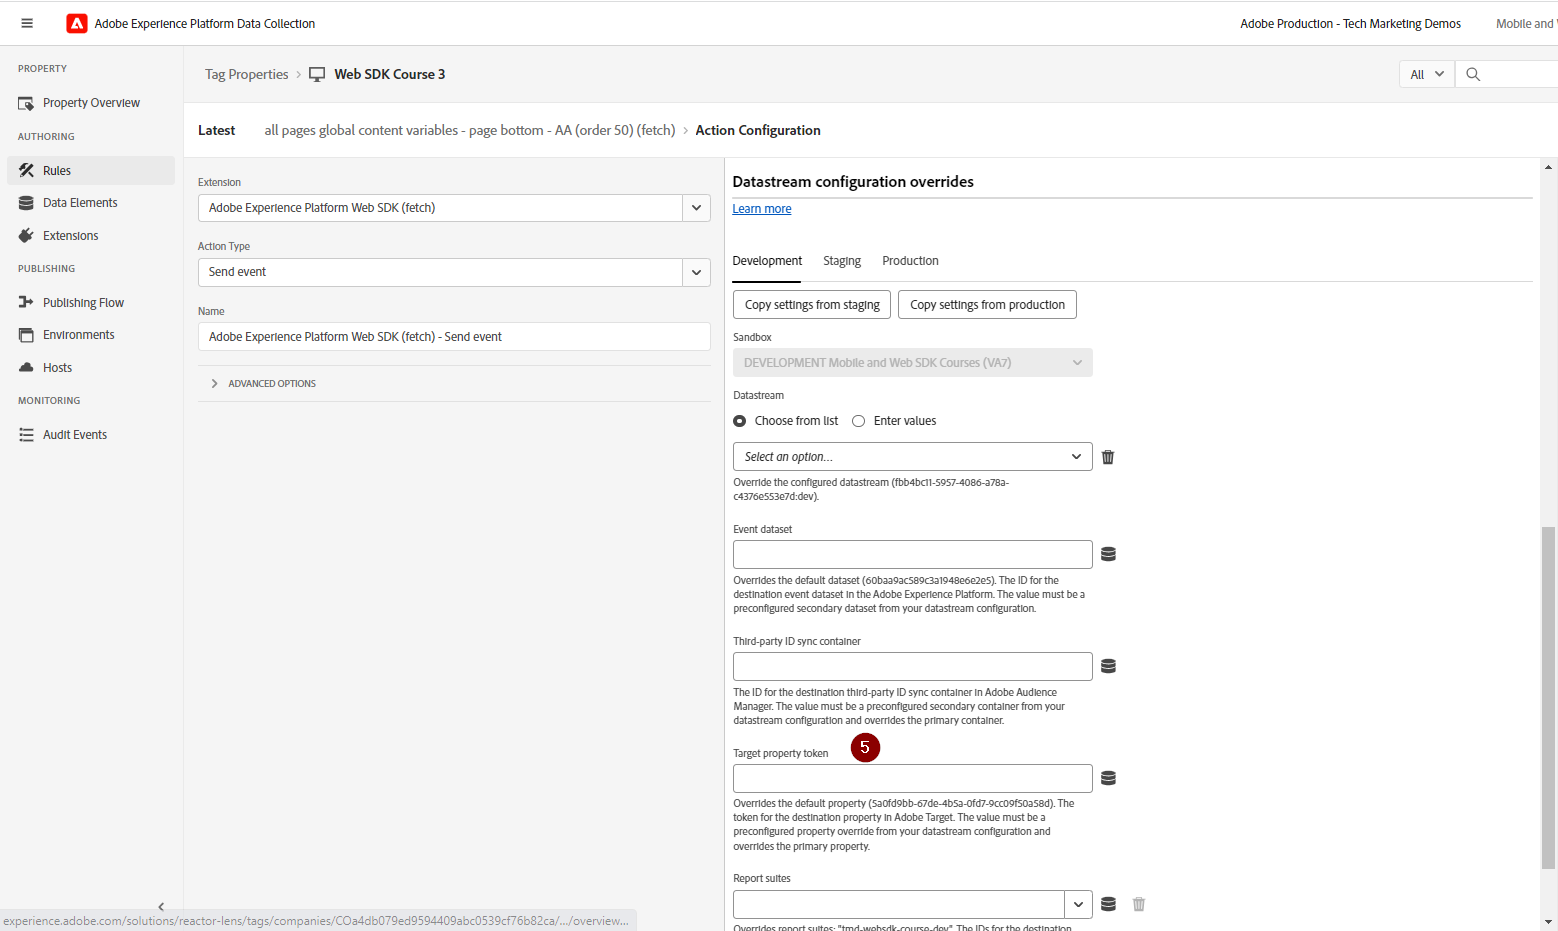 Adobe Experience Platform Data Collection
Adobe Production - Tech Marketing Demos
Mobile and
PROPERTY
Property Overview
AUTHORING
Rules
Data Elements
Extensions
PUBLISHING
Publishing Flow
Environments
Hosts
MONITORING
Audit Events
Tag Properties > Web SDK Course 3
All
Latest
all pages global content variables - page bottom - AA (order 50) (fetch) > Action Configuration
Extension
Adobe Experience Platform Web SDK (fetch)
Action Type
Send event
Name
Adobe Experience Platform Web SDK (fetch) - Send event
ADVANCED OPTIONS
Datastream configuration overrides
Learn more
Development Staging Production
Copy settings from staging
Copy settings from production
Sandbox
DEVELOPMENT Mobile and Web SDK Courses (VA7)
Datastream
Choose from list
Enter values
Select an option...
Override the configured datastream (fbb4bc11-5957-4086-a78a-
c4376e553e7d:dev).
Event dataset
Overrides the default dataset (60baa9ac589c3a1948e6e2e5). The ID for the
destination event dataset in the Adobe Experience Platform. The value must be a
preconfigured secondary dataset from your datastream configuration.
Third-party ID sync container
The ID for the destination third-party ID sync container in Adobe Audience
Manager. The value must be a preconfigured secondary container from your
datastream configuration and overrides the primary container.
Target property token
5
Overrides the default property (5a0fd9bb-67de-4b5a-0fd7-9cc09f50a58d). The
token for the destination property in Adobe Target. The value must be a
preconfigured property override from your datastream configuration and
overrides the primary property.
Report suites
Overrides report suites: "tmd-websdk-course-dev". The IDs for the destination
experience.adobe.com/solutions/reactor-lens/tags/companies/COa4db079ed9594409abc0539cf76b82ca/.../overview...